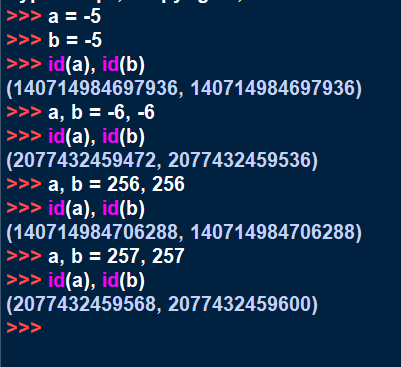 >>> a = -5
>>> b = -5
>>> id(a), id(b)
(140714984697936, 140714984697936)
>>> a, b = -6, -6
>>> id(a), id(b)
(2077432459472, 2077432459536)
>>> a, b = 256, 256
>>> id(a), id(b)
(140714984706288, 140714984706288)
>>> a, b = 257, 257
>>> id(a), id(b)
(2077432459568, 2077432459600)
>>>